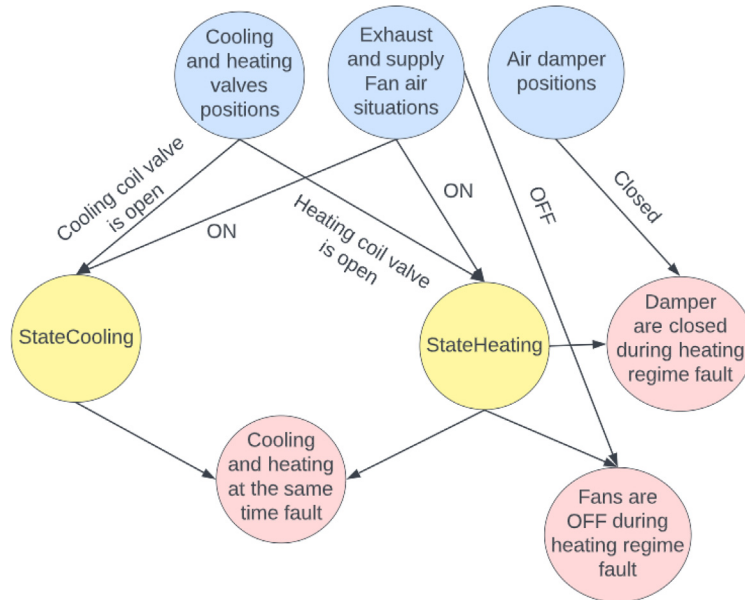 Cooling
and heating
valves
positions
Exhaust
and supply
Fan air
situations
Air damper
positions
Cooling coil valve
is open
ON
Heating coil valve
is open
ON
OFF
Closed
StateCooling
StateHeating
Damper
are closed
during heating
regime fault
Cooling
and heating
at the same
time fault
Fans are
OFF during
heating regime
fault